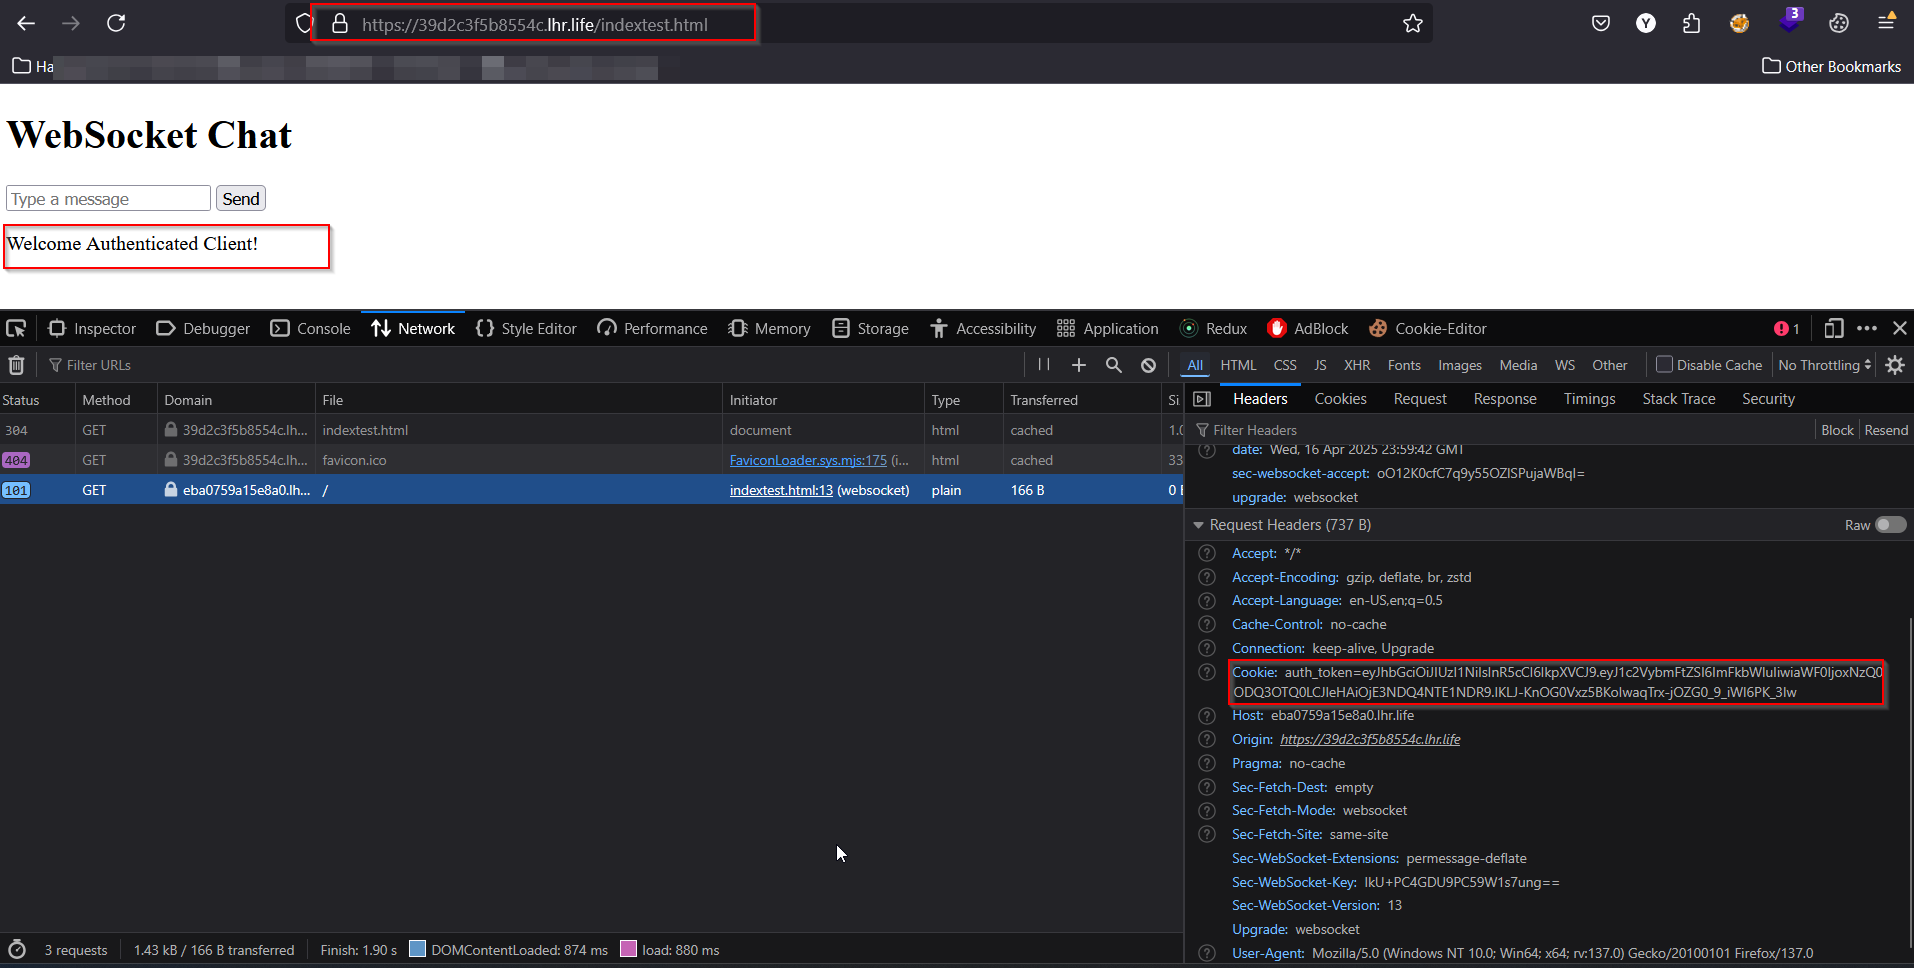 https://39d2c3f5b8554c.lhr.life/indextest.html
Ha
Other Bookmarks
WebSocket Chat
Type a message
Send
Welcome Authenticated Client!
Inspector
Debugger
Console
Network
Style Editor
Performance
Memory
Storage
Accessibility
Application
Redux
AdBlock
Cookie-Editor
1
Filter URLs
All
HTML
CSS
JS
XHR
Fonts
Images
Media
WS
Other
Disable Cache
No Throttling
Status Method Domain File Initiator Type Transferred Si
304 GET 39d2c3f5b8554c.lh... indextest.html document html cached 1.0
404 GET 39d2c3f5b8554c.lh... favicon.ico FaviconLoader.sys.mjs:175 (i... html cached 33
101 GET eba0759a15e8a0.lh... / indextest.html:13 (websocket) plain 166 B 0
Headers
Cookies
Request
Response
Timings
Stack Trace
Security
Filter Headers
Block
Resend
date: Wed, 16 Apr 2025 23:59:42 GMT
sec-websocket-accept: oO12K0cfC7q9y55OZISPujaWBqI=
upgrade: websocket
Request Headers (737 B)
Raw
Accept: */*
Accept-Encoding: gzip, deflate, br, zstd
Accept-Language: en-US,en;q=0.5
Cache-Control: no-cache
Connection: keep-alive, Upgrade
Cookie: auth_token=eyJhbGciOiJIUzI1NiIsInR5cCI6IkpXVCJ9.eyJ1c2VybmFtZSI6ImFkbWluIiwiaWF0IjoxNzQ0
ODQ3OTQ0LCJleHAiOjE3NDQ4NTE1NDR9.IKLJ-KnOG0Vxz5BKoIwaqTrx-jOZG0_9_iWI6PK_3Iw
Host: eba0759a15e8a0.lhr.life
Origin: https://39d2c3f5b8554c.lhr.life
Pragma: no-cache
Sec-Fetch-Dest: empty
Sec-Fetch-Mode: websocket
Sec-Fetch-Site: same-site
Sec-WebSocket-Extensions: permessage-deflate
Sec-WebSocket-Key: IkU+PC4GDU9PC59W1s7ung==
Sec-WebSocket-Version: 13
Upgrade: websocket
User-Agent: Mozilla/5.0 (Windows NT 10.0; Win64; x64; rv:137.0) Gecko/20100101 Firefox/137.0
3 requests
1.43 kB / 166 B transferred
Finish: 1.90 s
DOMContentLoaded: 874 ms
load: 880 ms